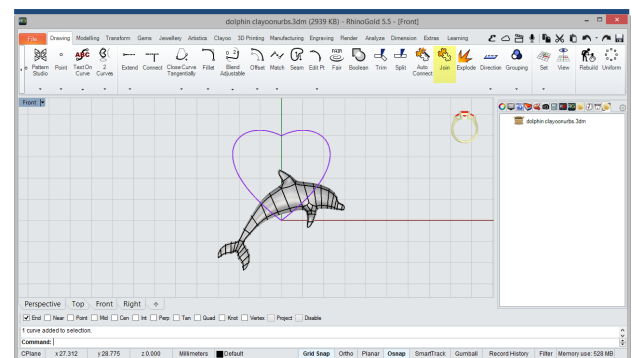 dolphin clayoonurbs.3dm (2939 KB) - RhinoGold 5.5 - [Front]
File Drawing Modelling Transform Gems Jewellery Artistics Clayoo 3D Printing Manufacturing Engraving Render Analyze Dimension Extras Learning
Pattern Studio Point Text On Curve 2 Curves Extend Connect Close Curve Tangentially Fillet Blend Adjustable Offset Match Seam Edit Pt Fair Boolean Trim Split Auto Connect Join Explode Direction Grouping Set View Rebuild Uniform
Front
dolphin clayoonurbs.3dm
Perspective Top Front Right
End Near Point Mid Cen Int Perp Tan Quad Knot Vertex Project Disable
1 curve added to selection.
Command:
CPlane x 27.312 y 28.775 z 0.000 Millimeters Default Grid Snap Ortho Planar Osnap SmartTrack Gumball Record History Filter Memory use: 528 MB